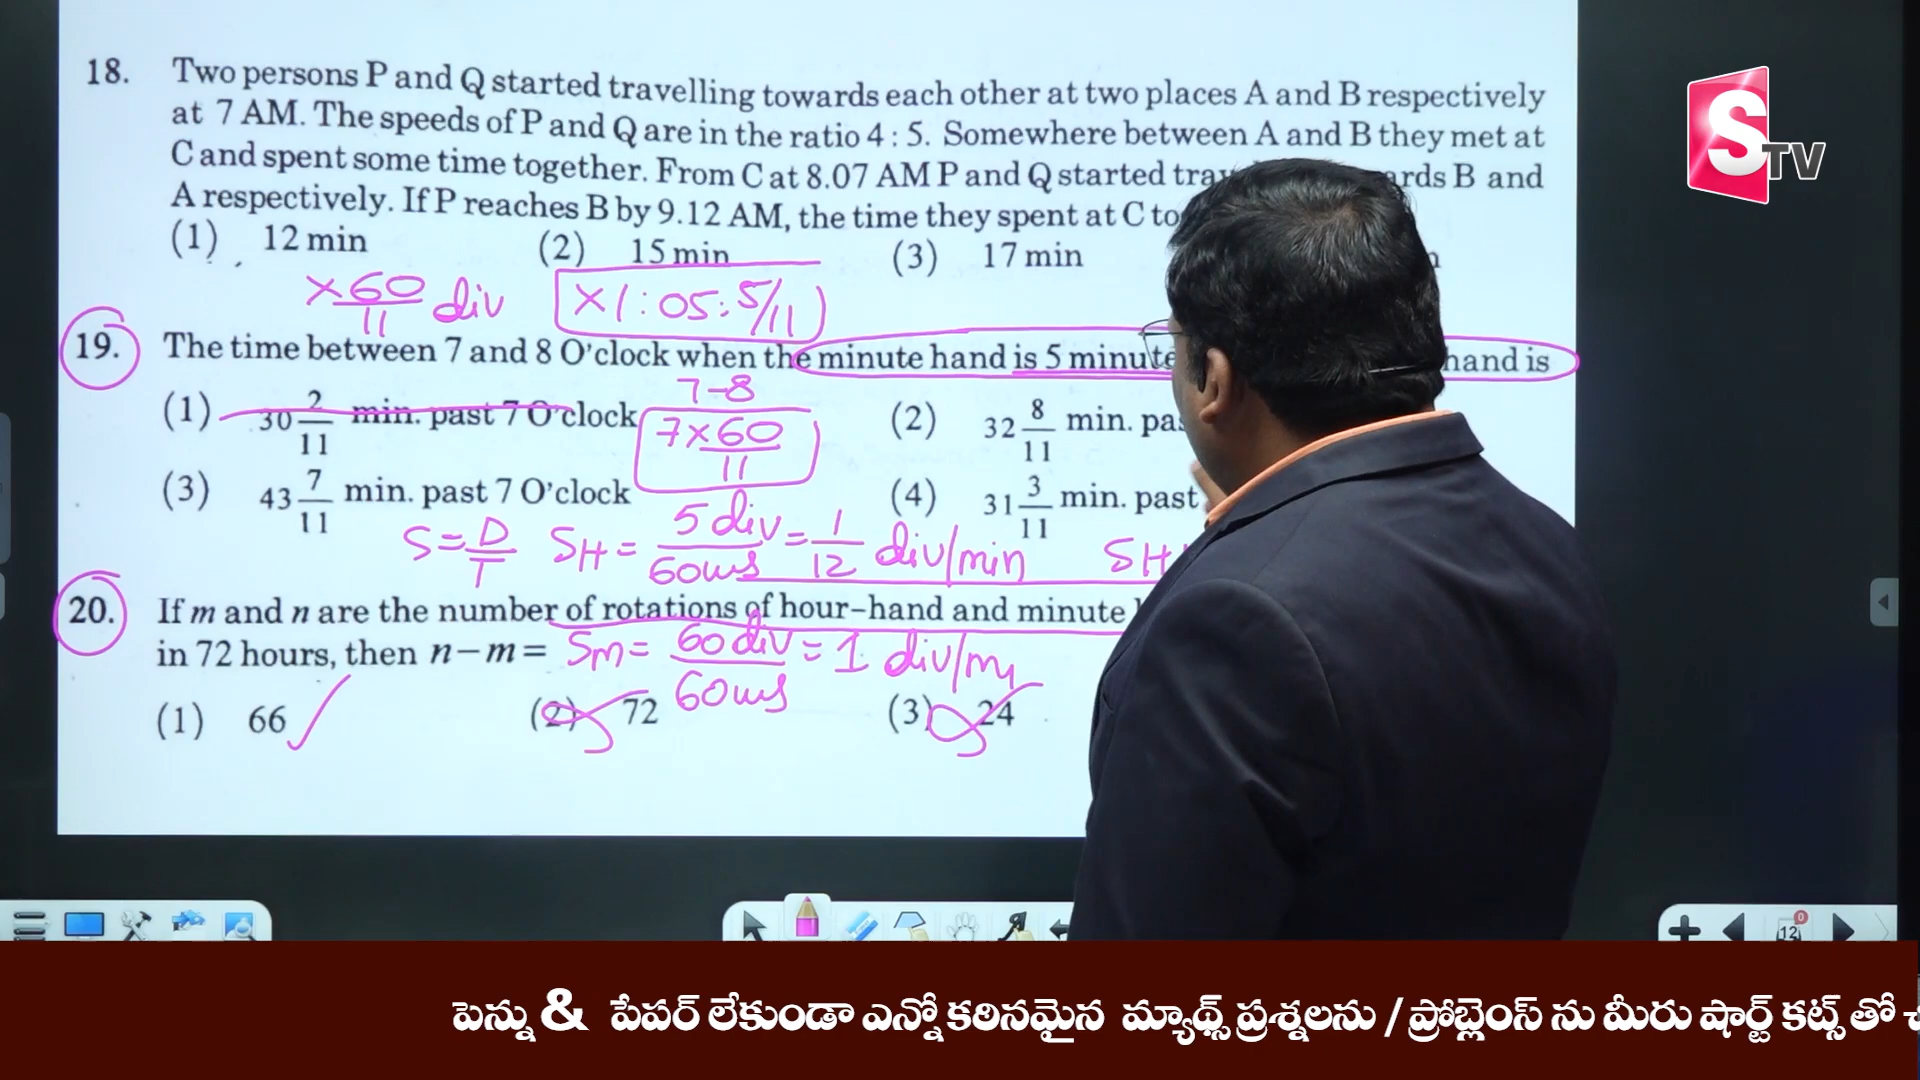 18. Two persons P and Q started travelling towards each other at two places A and B respectively
at 7 AM. The speeds of P and Q are in the ratio 4 : 5. Somewhere between A and B they met at
C and spent some time together. From C at 8.07 AM P and Q started B and
A respectively. If P reaches B by 9.12 AM, the time they spent at C
(1) 12 min (2) 15 min (3) 17 min
×60/11 div ×1:05:5/11
19. The time between 7 and 8 O'clock when the minute hand is 5 hand is
7-8
(1) 30 2/11 min. past 7 O'clock (2) 32 8/11 min.
7×60/11
(3) 43 7/11 min. past 7 O'clock (4) 31 3/11 min. past
S=D/T SH = 5 div/60ms = 1/12 div/min SH
20. If m and n are the number of rotations of hour-hand and minute
in 72 hours, then n – m = Sm = 60 div/60ms = 1 div/m
(1) 66 (2) 72 (3) 24
STV
12
0
పెన్ను & పేపర్ లేకుండా ఎన్నో కఠినమైన మ్యాథ్స్ ప్రశ్నలను / ప్రోబ్లెంస్ ను మీరు షార్ట్ కట్స్ తో